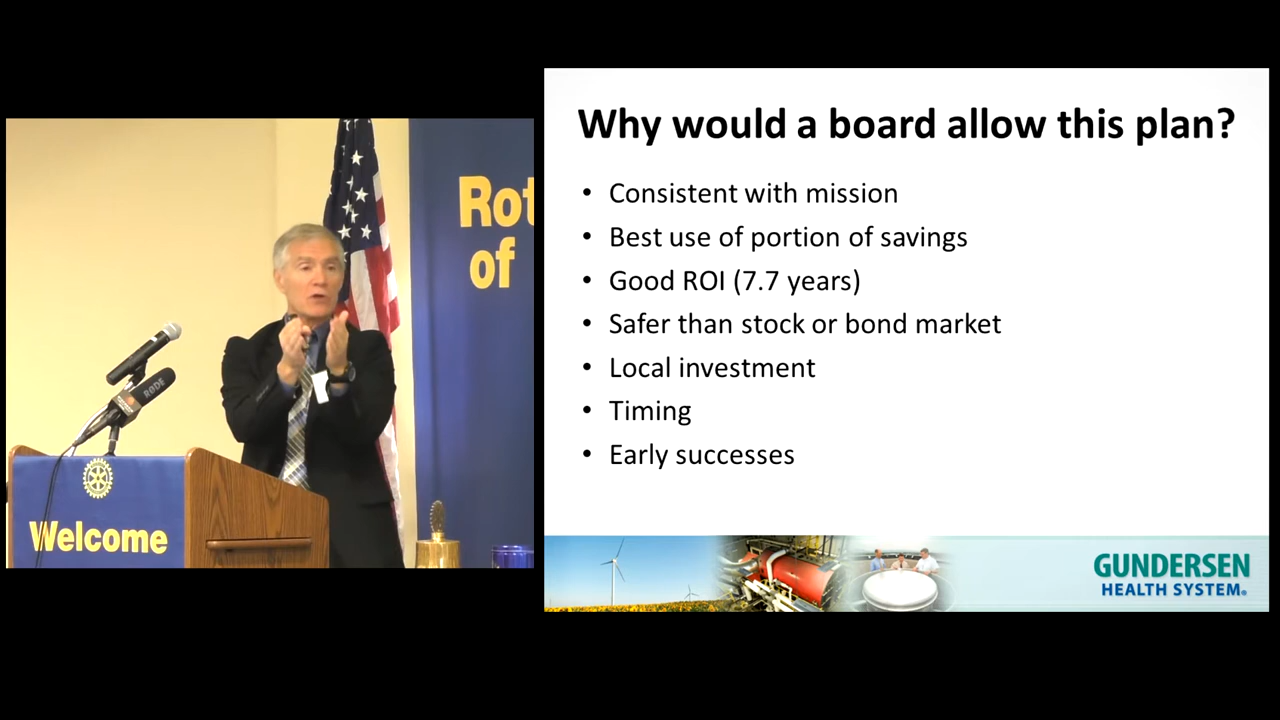 Rot
of
RODE
Welcome
Why would a board allow this plan?
• Consistent with mission
• Best use of portion of savings
• Good ROI (7.7 years)
• Safer than stock or bond market
• Local investment
• Timing
• Early successes
GUNDERSEN
HEALTH SYSTEM®